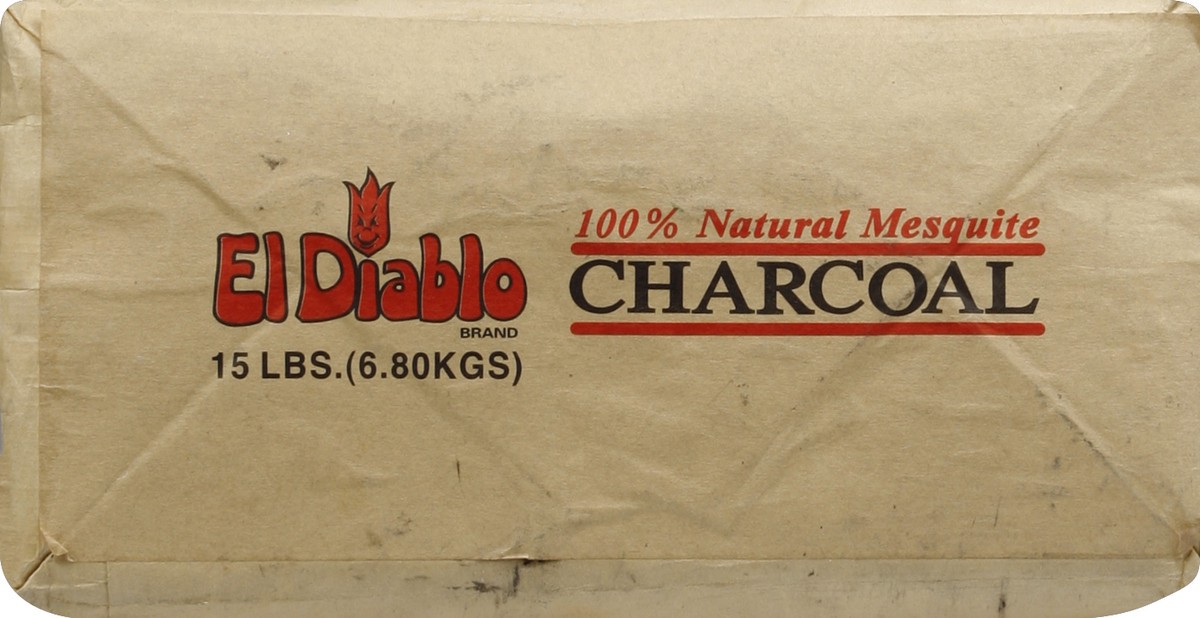 El Diablo
BRAND
15 LBS.(6.80KGS)
100% Natural Mesquite
CHARCOAL